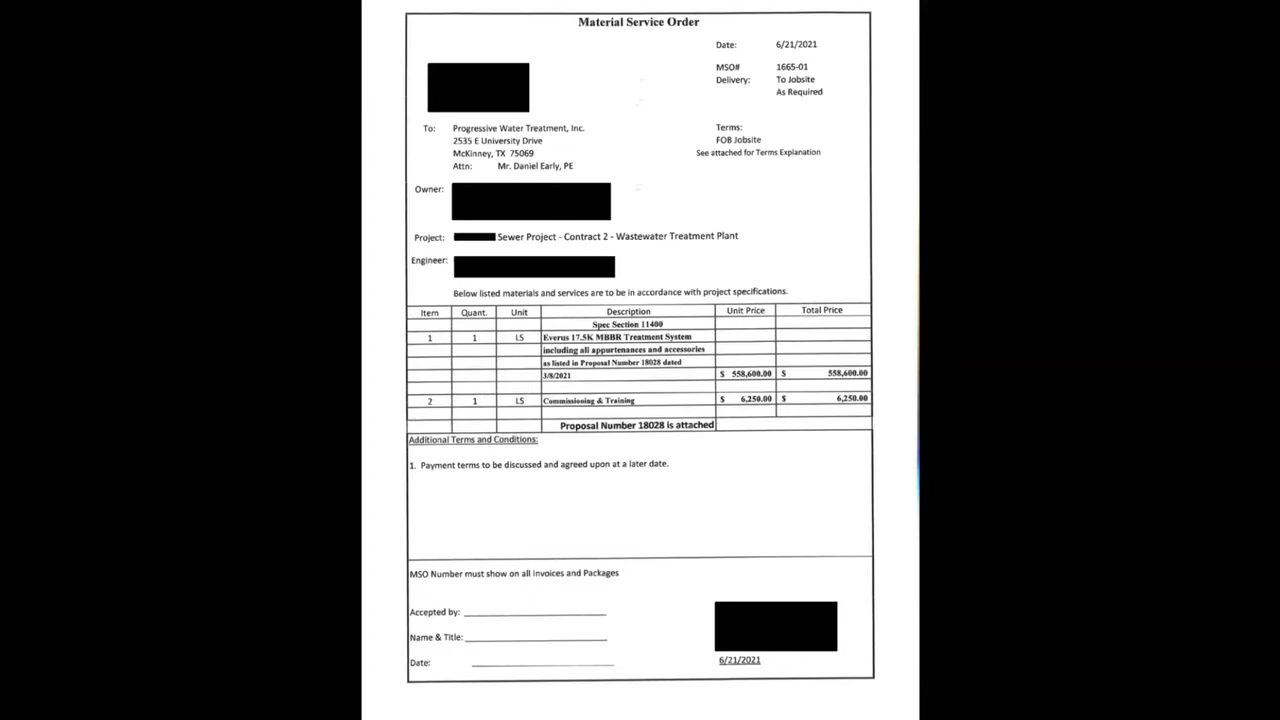 Material Service Order
Date: 6/21/2021
MSO# 1665-01
Delivery: To Jobsite
As Required
To: Progressive Water Treatment, Inc.
2535 E University Drive
McKinney, TX 75069
Attn: Mr. Daniel Early, PE
Terms:
FOB Jobsite
See attached for Terms Explanation
Owner:
Project: Sewer Project - Contract 2 - Wastewater Treatment Plant
Engineer:
Below listed materials and services are to be in accordance with project specifications.
Item Quant. Unit Description Unit Price Total Price
Spec Section 11400
1 1 LS Everus 17.5K MBBR Treatment System
including all appurtenances and accessories
as listed in Proposal Number 18028 dated
3/8/2021 $ 558,600.00 $ 558,600.00
2 1 LS Commissioning & Training $ 6,250.00 $ 6,250.00
Proposal Number 18028 is attached
Additional Terms and Conditions:
1. Payment terms to be discussed and agreed upon at a later date.
MSO Number must show on all Invoices and Packages
Accepted by:
Name & Title:
Date:
6/21/2021